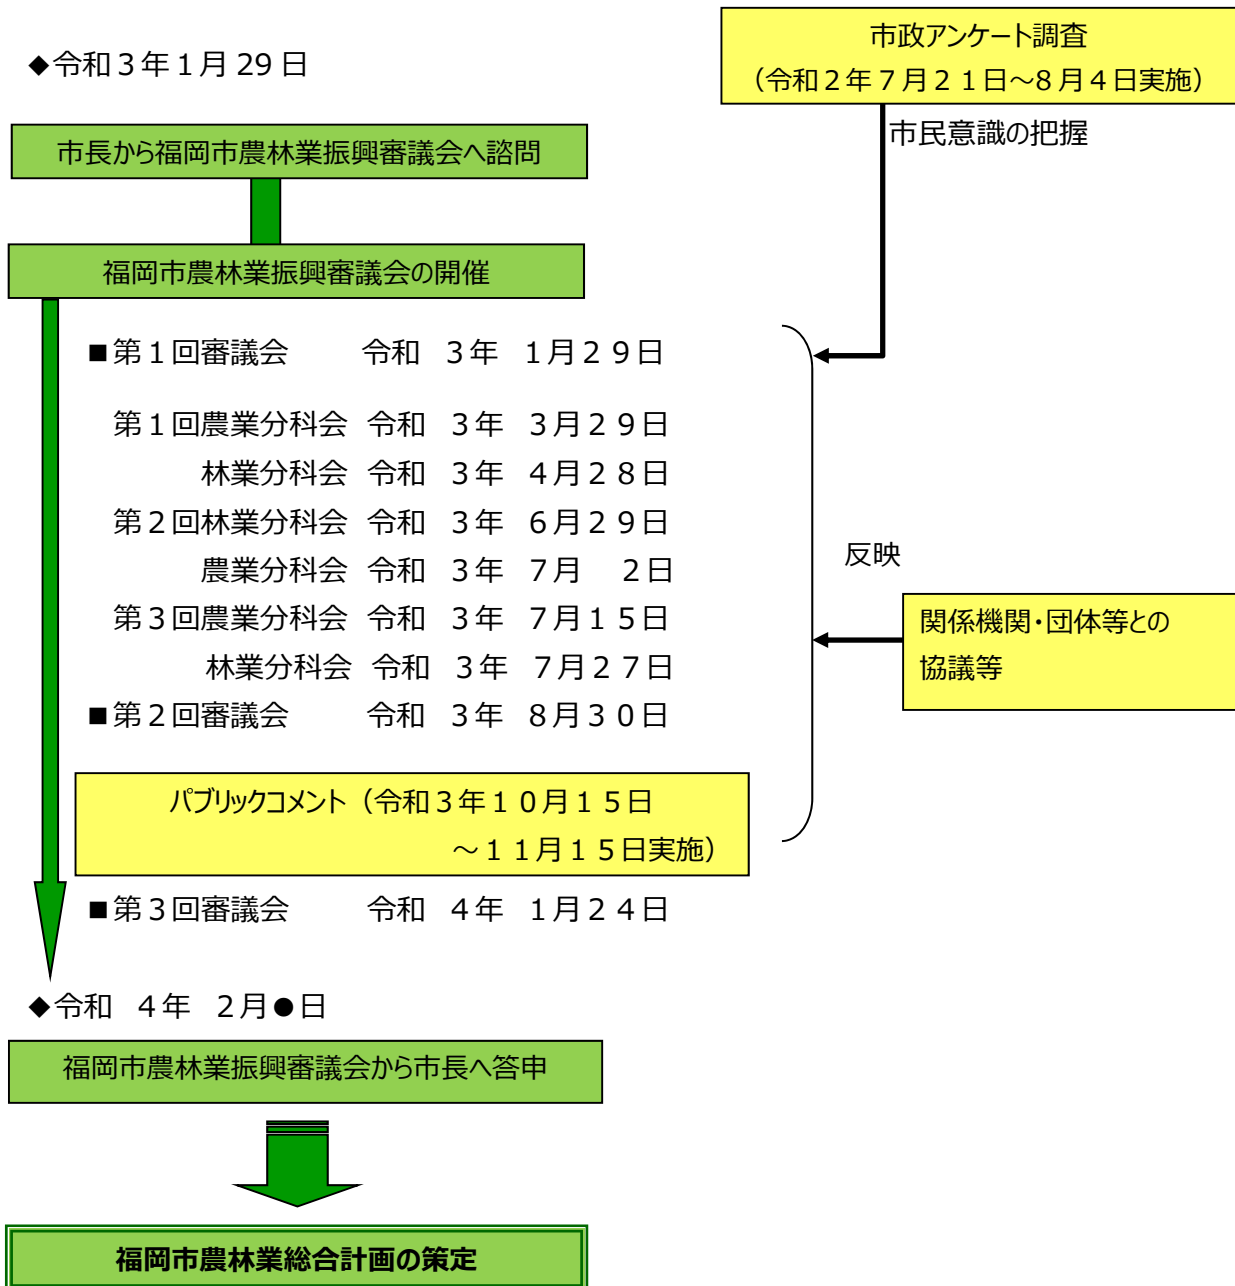 ◆令和３年１月 29 日
市政アンケート調査
（令和２年７月２１日～８月４日実施）
市民意識の把握
市長から福岡市農林業振興審議会へ諮問
福岡市農林業振興審議会の開催
■第１回審議会　　令和　３年　１月２９日
第１回農業分科会 令和　３年　３月２９日
林業分科会 令和　３年　４月２８日
第２回林業分科会 令和　３年　６月２９日
農業分科会 令和　３年　７月　２日
第３回農業分科会 令和　３年　７月１５日
林業分科会 令和　３年　７月２７日
■第２回審議会　　令和　３年　８月３０日
反映
関係機関・団体等との
協議等
パブリックコメント（令和３年１０月１５日
～１１月１５日実施）
■第３回審議会　　令和　４年　１月２４日
◆令和　４年　２月●日
福岡市農林業振興審議会から市長へ答申
福岡市農林業総合計画の策定